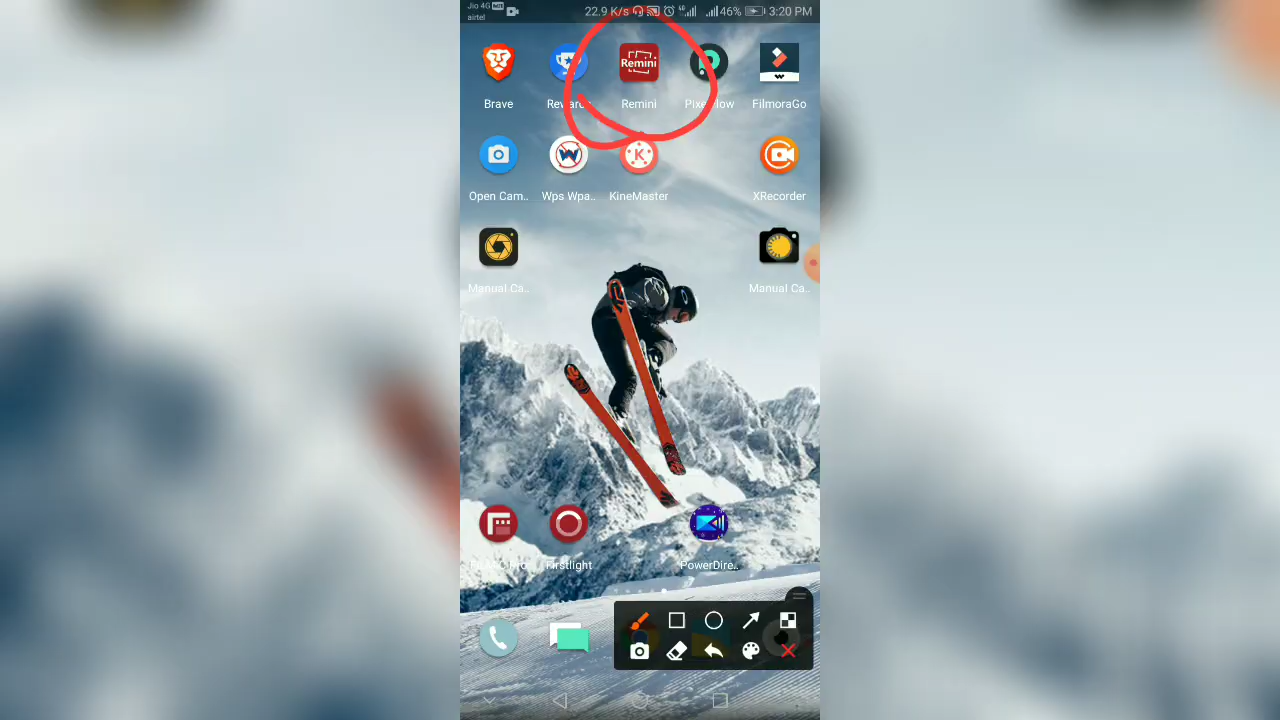 Jio 4G VoLTE
airtel
22.9 K/s
46%
3:20 PM
Remini
Brave
Remini
FilmoraGo
W
K
Open Cam..
Wps Wpa..
KineMaster
XRecorder
Manual Ca..
Manual Ca..
Firstlight
PowerDire..